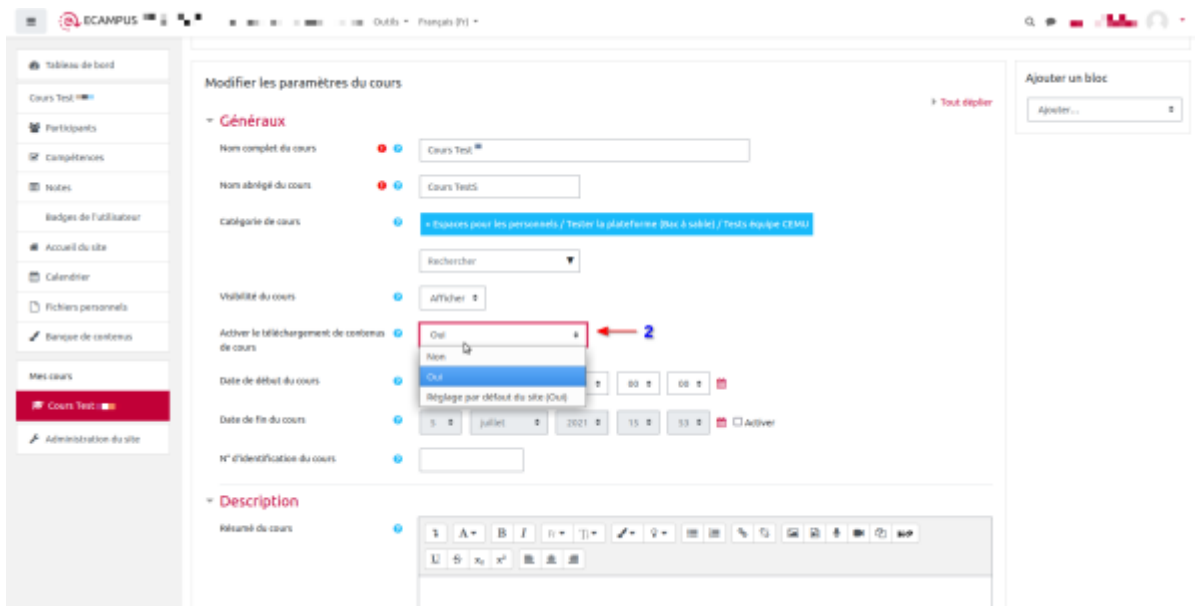 ECAMPUS
Outils
Français (fr)
Tableau de bord
Cours Test
Participants
Compétences
Notes
Badges de l'utilisateur
Accueil du site
Calendrier
Fichiers personnels
Banque de contenus
Mes cours
Cours Test
Administration du site
Modifier les paramètres du cours
Tout déplier
Généraux
Nom complet du cours
Cours Test
Nom abrégé du cours
Cours TestS
Catégorie de cours
× Espaces pour les personnels / Tester la plateforme (Bac à sable) / Tests équipe CEMU
Rechercher ▼
Visibilité du cours
Afficher
Activer le téléchargement de contenus
de cours
Oui
2
Non
Oui
Réglage par défaut du site (Oui)
Date de début du cours
00 00
Date de fin du cours
5 juillet 2021 15 53 Activer
N° d'identification du cours
Description
Résumé du cours
A B I
U S x₂ x²
Ajouter un bloc
Ajouter...